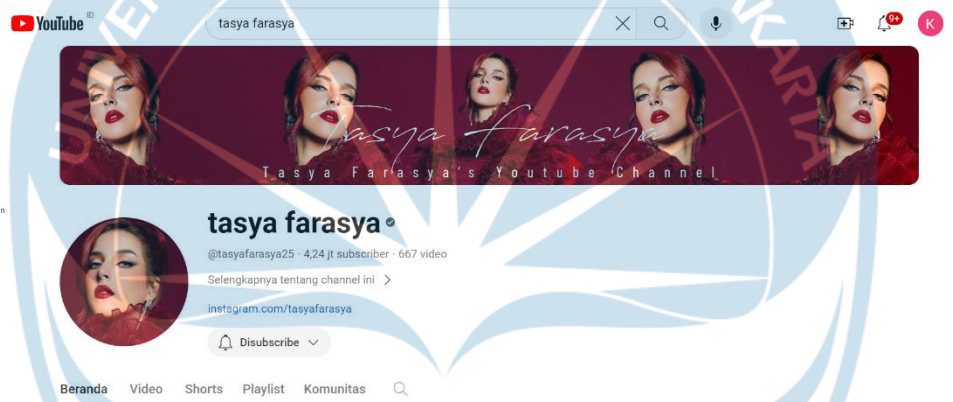 YouTube ID
tasya farasya
9+
K
Tasya Farasya
Tasya Farasya's Youtube Channel
n
tasya farasya
@tasyafarasya25 · 4,24 jt subscriber · 667 video
Selengkapnya tentang channel ini >
instagram.com/tasyafarasya
Disubscribe
Beranda Video Shorts Playlist Komunitas